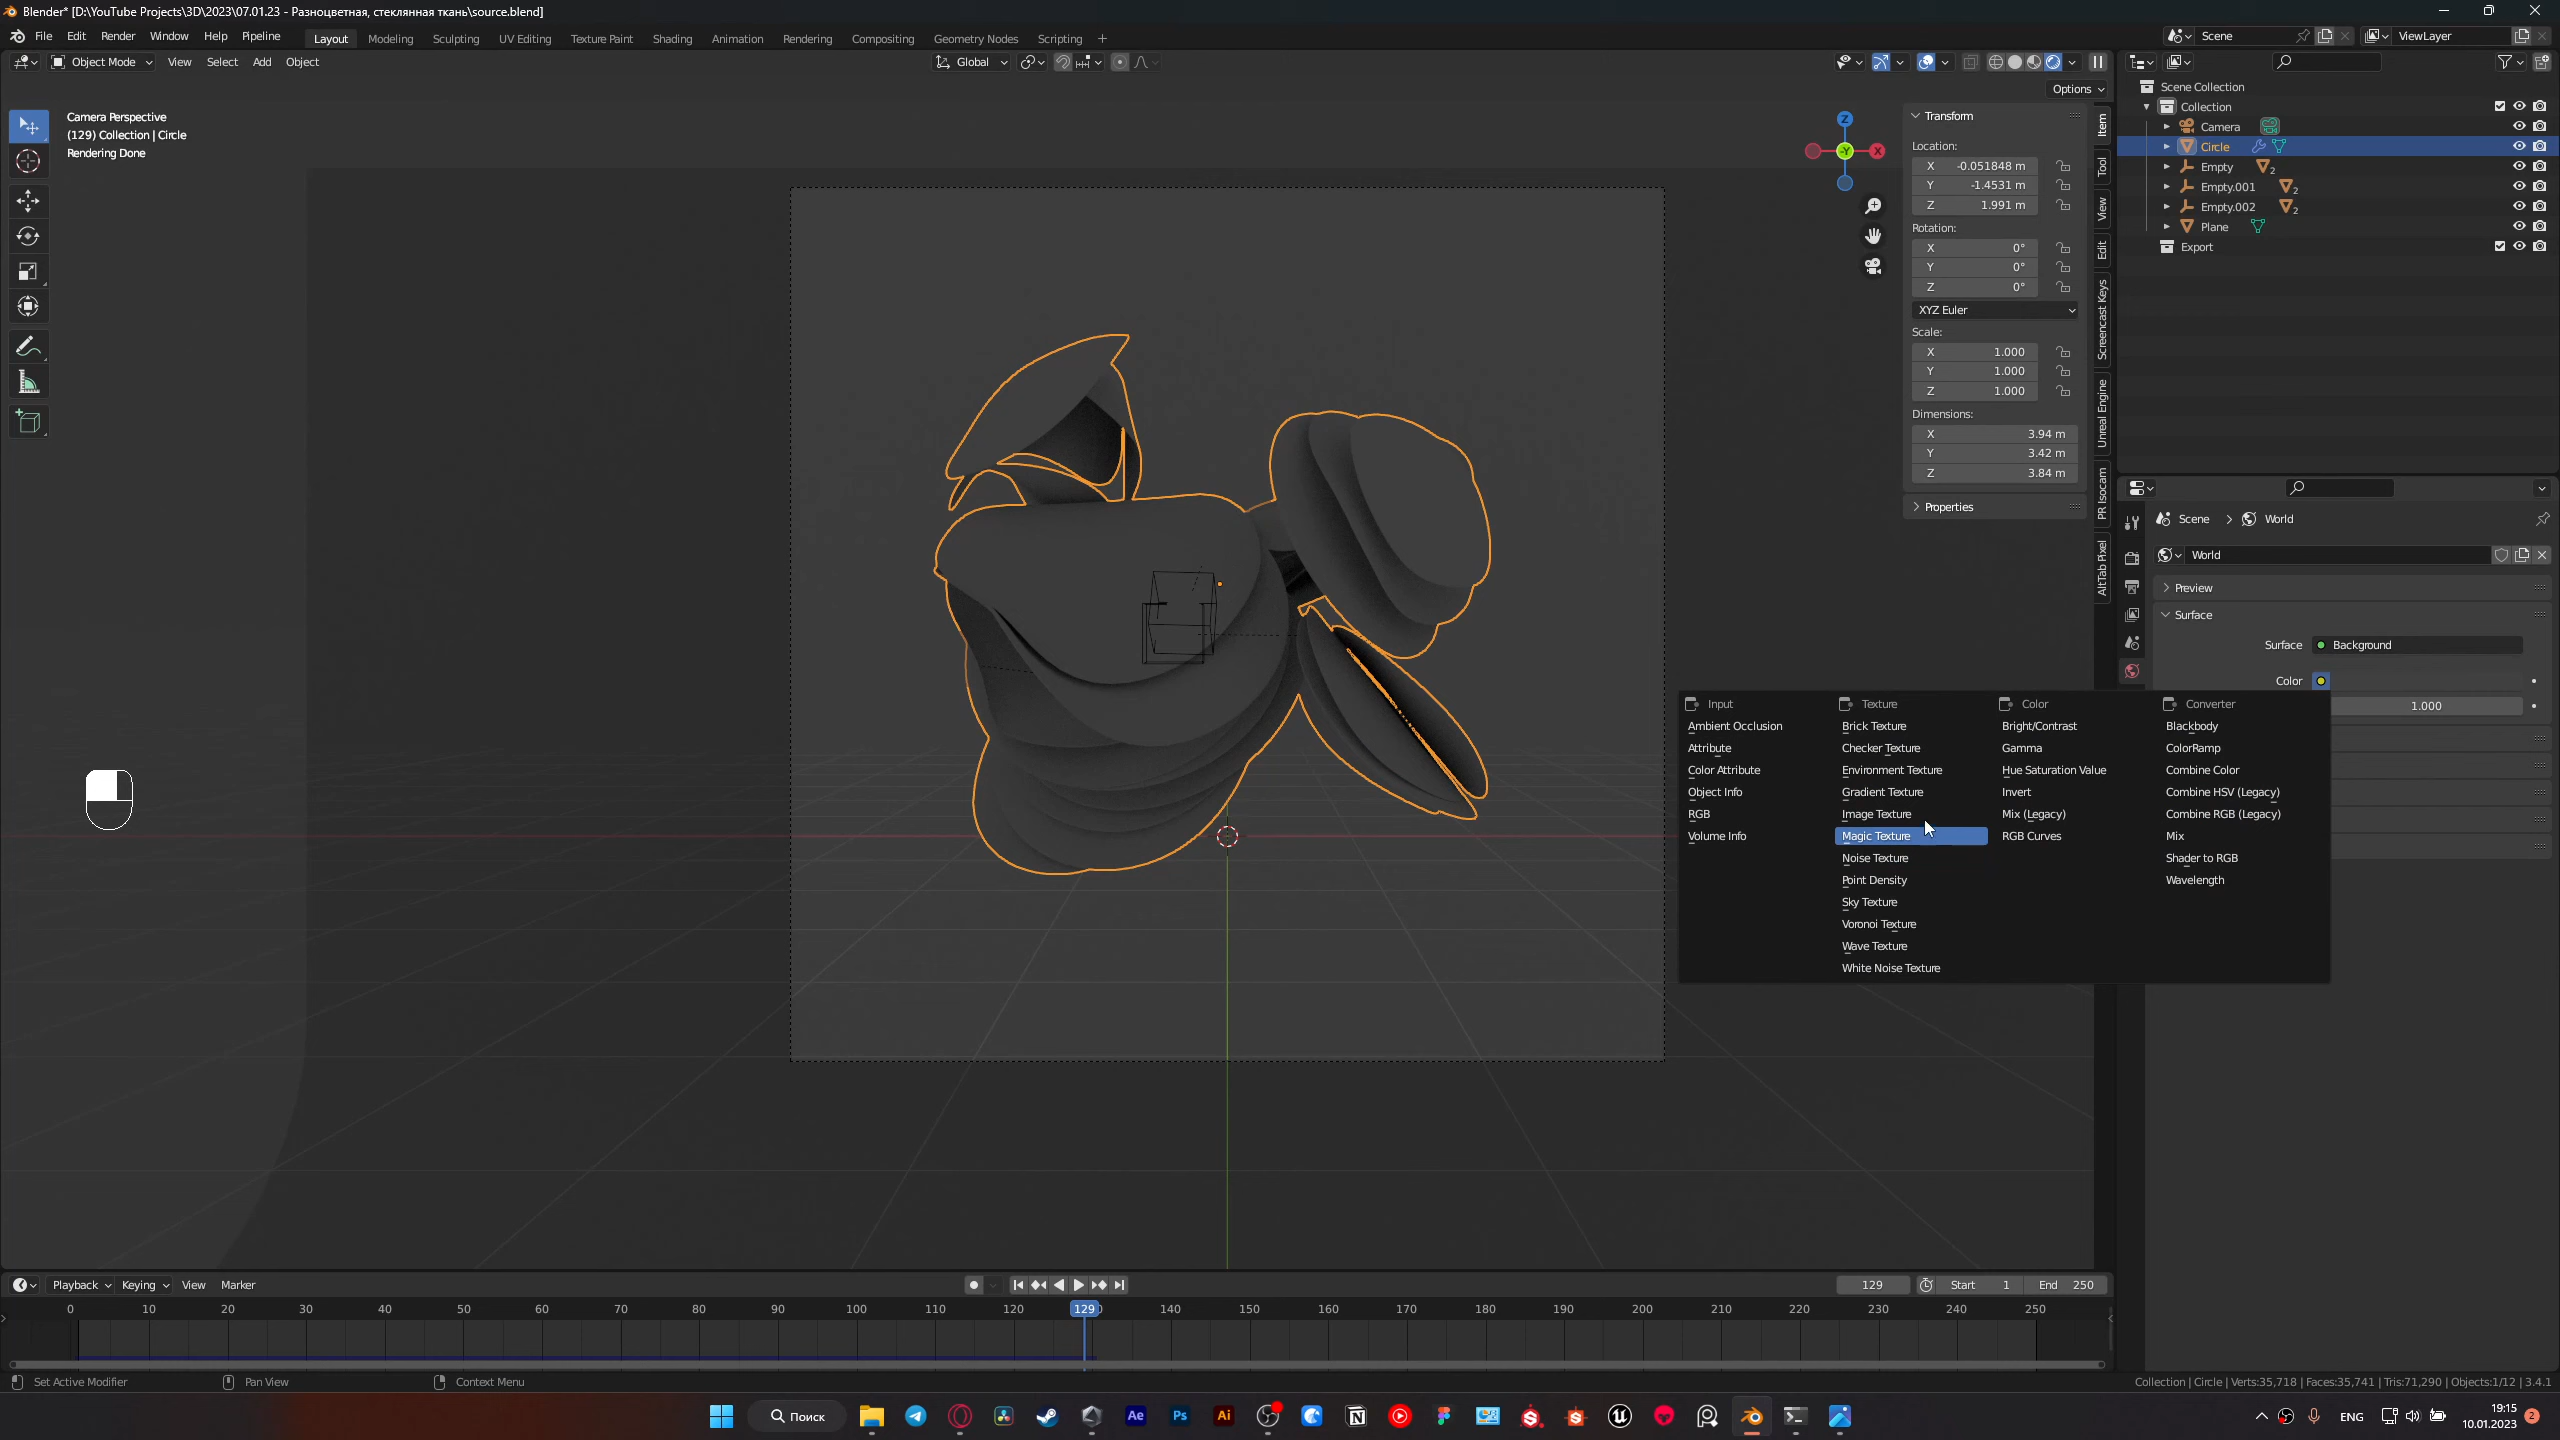 Blender* [D:\YouTube Projects\3D\2023\07.01.23 - Разноцветная, стеклянная ткань\source.blend]
File Edit Render Window Help Pipeline Layout Modeling Sculpting UV Editing Texture Paint Shading Animation Rendering Compositing Geometry Nodes Scripting + Scene ViewLayer
Object Mode View Select Add Object Global
Options
Camera Perspective
(129) Collection | Circle
Rendering Done
Transform
Location:
X -0.051848 m
Y -1.4531 m
Z 1.991 m
Rotation:
X 0°
Y 0°
Z 0°
XYZ Euler
Scale:
X 1.000
Y 1.000
Z 1.000
Dimensions:
X 3.94 m
Y 3.42 m
Z 3.84 m
Properties
Z
-Y
X
Item
Tool
View
Edit
Screencast Keys
Unreal Engine
PR Isocam
AltTab Pixel
Scene Collection
Collection
Camera
Circle
Empty 2
Empty.001 2
Empty.002 2
Plane
Export
Scene > World
World
Preview
Surface
Surface Background
Color
1.000
Input Texture Color Converter
Ambient Occlusion Brick Texture Bright/Contrast Blackbody
Attribute Checker Texture Gamma ColorRamp
Color Attribute Environment Texture Hue Saturation Value Combine Color
Object Info Gradient Texture Invert Combine HSV (Legacy)
RGB Image Texture Mix (Legacy) Combine RGB (Legacy)
Volume Info Magic Texture RGB Curves Mix
Noise Texture Shader to RGB
Point Density Wavelength
Sky Texture
Voronoi Texture
Wave Texture
White Noise Texture
Playback Keying View Marker 129 Start 1 End 250
0 10 20 30 40 50 60 70 80 90 100 110 120 129 140 150 160 170 180 190 200 210 220 230 240 250
Set Active Modifier Pan View Context Menu Collection | Circle | Verts:35,718 | Faces:35,741 | Tris:71,290 | Objects:1/12 | 3.4.1
Поиск Ae Ps Ai ENG 19:15
10.01.2023 2